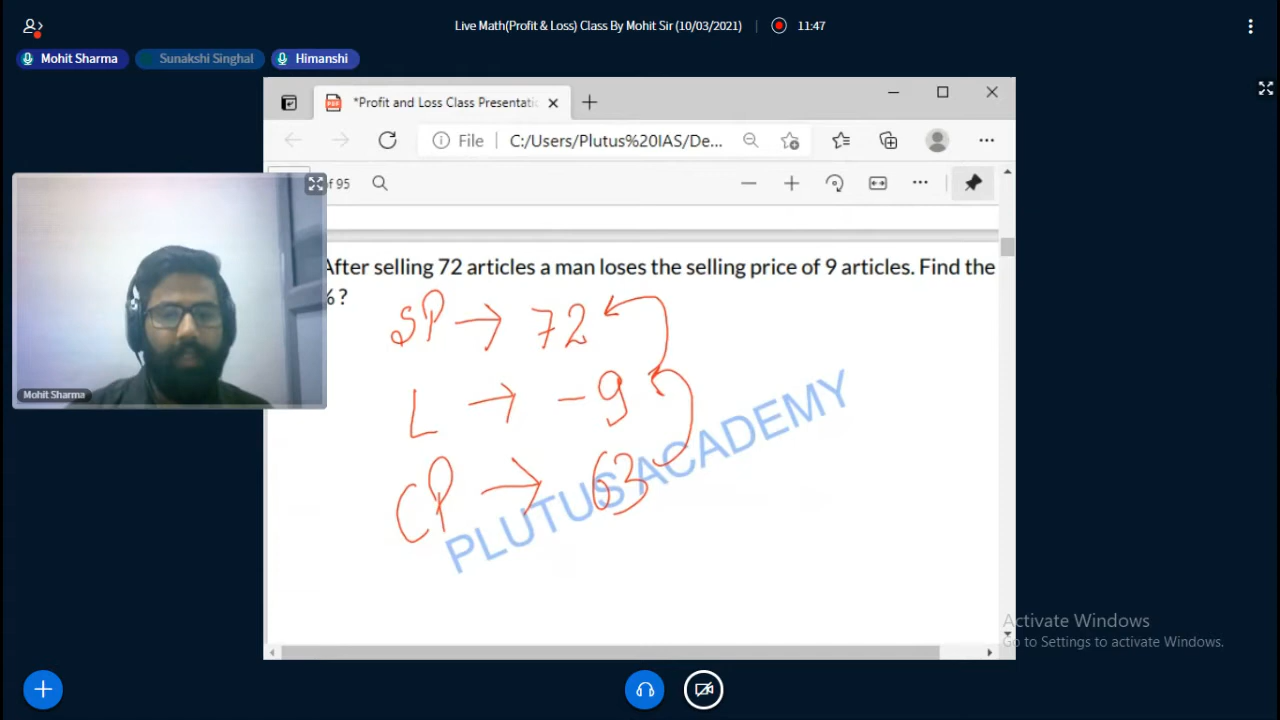 Live Math(Profit & Loss) Class By Mohit Sir (10/03/2021)
11:47
Mohit Sharma
Sunakshi Singhal
Himanshi
*Profit and Loss Class Presentatio
File
C:/Users/Plutus%20IAS/De...
of 95
After selling 72 articles a man loses the selling price of 9 articles. Find the
%?
SP → 72
L → -9
CP → 63
PLUTUS ACADEMY
Mohit Sharma
Activate Windows
Go to Settings to activate Windows.